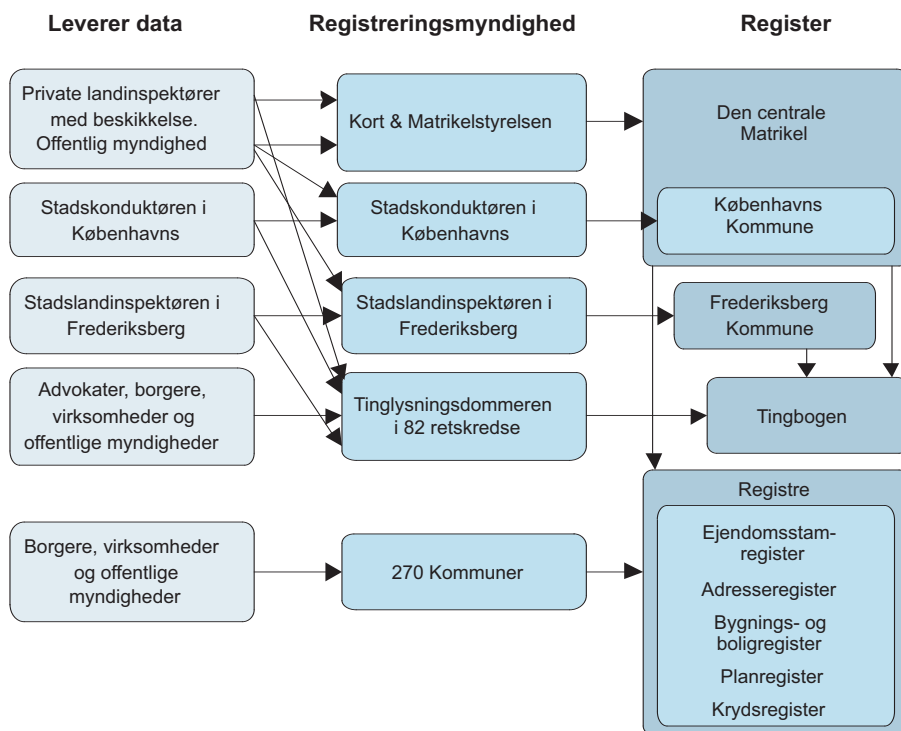 Leverer data
Registreringsmyndighed
Register
Private landinspektører
med beskikkelse.
Offentlig myndighed
Kort & Matrikelstyrelsen
Den centrale
Matrikel
Stadskonduktøren i
Københavns
Stadskonduktøren i
Københavns
Københavns
Kommune
Stadslandinspektøren i
Frederiksberg
Stadslandinspektøren i
Frederiksberg
Frederiksberg
Kommune
Advokater, borgere,
virksomheder og
offentlige myndigheder
Tinglysningsdommeren
i 82 retskredse
Tingbogen
Borgere, virksomheder
og offentlige
myndigheder
270 Kommuner
Registre
Ejendomsstam-
register
Adresseregister
Bygnings- og
boligregister
Planregister
Krydsregister